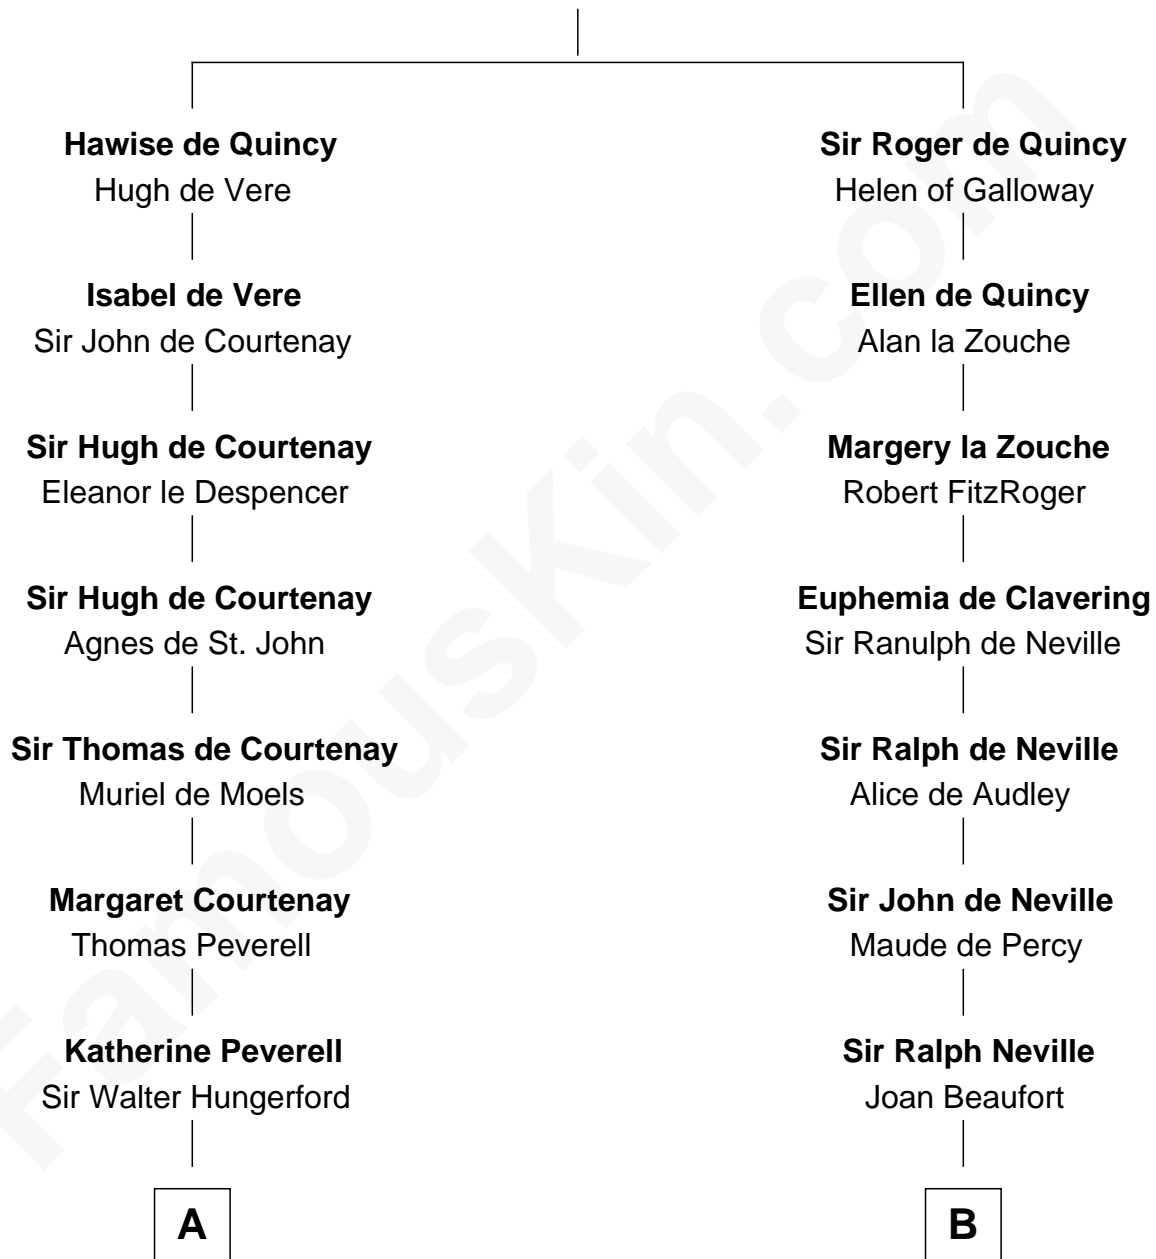 Hawise de Quincy
Hugh de Vere
Sir Roger de Quincy
Helen of Galloway
Isabel de Vere
Sir John de Courtenay
Ellen de Quincy
Alan la Zouche
Sir Hugh de Courtenay
Eleanor le Despencer
Margery la Zouche
Robert FitzRoger
Sir Hugh de Courtenay
Agnes de St. John
Euphemia de Clavering
Sir Ranulph de Neville
Sir Thomas de Courtenay
Muriel de Moels
Sir Ralph de Neville
Alice de Audley
Margaret Courtenay
Thomas Peverell
Sir John de Neville
Maude de Percy
Katherine Peverell
Sir Walter Hungerford
Sir Ralph Neville
Joan Beaufort
A
B
FamousKin.com